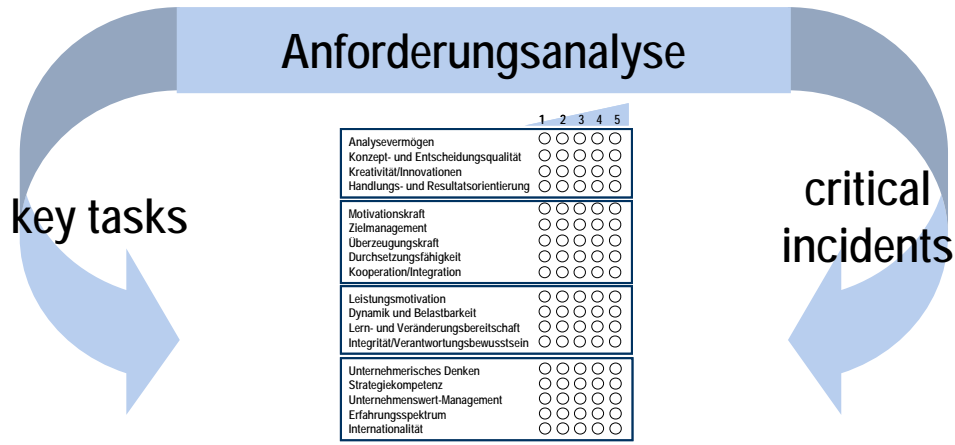 Anforderungsanalyse
key tasks
critical
incidents
1 2 3 4 5
Analysevermögen
Konzept- und Entscheidungsqualität
Kreativität/Innovationen
Handlungs- und Resultatsorientierung
Motivationskraft
Zielmanagement
Überzeugungskraft
Durchsetzungsfähigkeit
Kooperation/Integration
Leistungsmotivation
Dynamik und Belastbarkeit
Lern- und Veränderungsbereitschaft
Integrität/Verantwortungsbewusstsein
Unternehmerisches Denken
Strategiekompetenz
Unternehmenswert-Management
Erfahrungsspektrum
Internationalität